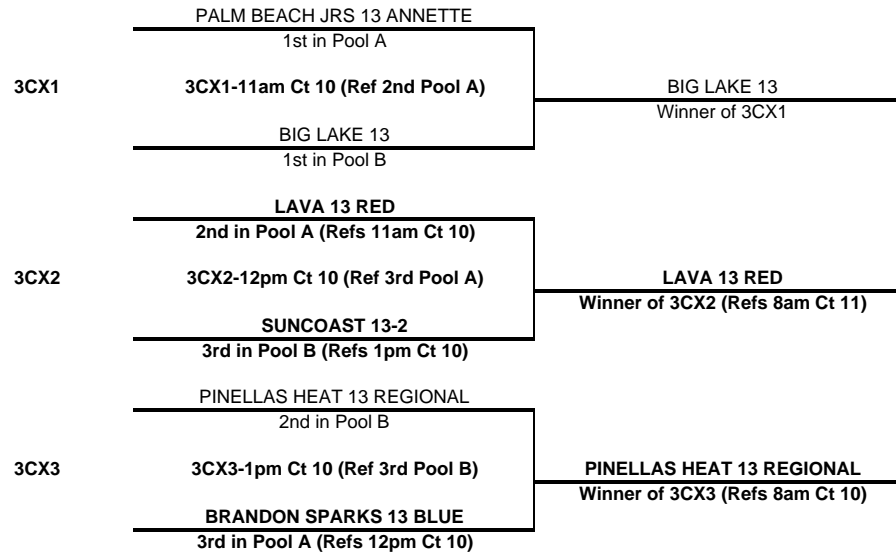 PALM BEACH JRS 13 ANNETTE
1st in Pool A
3CX1 3CX1-11am Ct 10 (Ref 2nd Pool A) BIG LAKE 13
Winner of 3CX1
BIG LAKE 13
1st in Pool B
LAVA 13 RED
2nd in Pool A (Refs 11am Ct 10)
3CX2 3CX2-12pm Ct 10 (Ref 3rd Pool A) LAVA 13 RED
Winner of 3CX2 (Refs 8am Ct 11)
SUNCOAST 13-2
3rd in Pool B (Refs 1pm Ct 10)
PINELLAS HEAT 13 REGIONAL
2nd in Pool B
3CX3 3CX3-1pm Ct 10 (Ref 3rd Pool B) PINELLAS HEAT 13 REGIONAL
Winner of 3CX3 (Refs 8am Ct 10)
BRANDON SPARKS 13 BLUE
3rd in Pool A (Refs 12pm Ct 10)